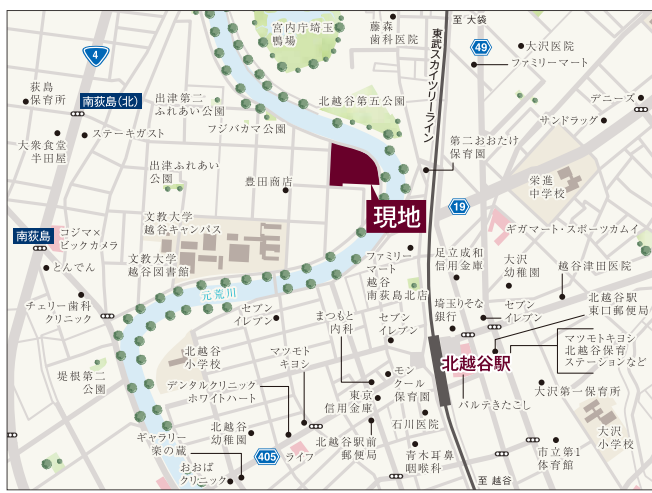 宮内庁埼玉
鴨場
藤森
歯科医院
至 大袋
49
大沢医院
ファミリーマート
東武スカイツリーライン
4
荻島
保育所
南荻島(北)
出津第二
ふれあい公園
フジバカマ公園
北越谷第五公園
デニーズ
サンドラッグ
大衆食堂
半田屋
ステーキガスト
第二おおたけ
保育園
出津ふれあい
公園
豊田商店
栄進
中学校
19
現地
文教大学
越谷キャンパス
南荻島
コジマ×
ビックカメラ
ギガマート・スポーツカムイ
とんでん
文教大学
越谷図書館
ファミリー
マート
越谷
南荻島北店
足立成和
信用金庫
大沢
幼稚園
越谷津田医院
元荒川
チェリー歯科
クリニック
セブン
イレブン
まつもと
内科
セブン
イレブン
埼玉りそな
銀行
セブン
イレブン
北越谷駅
東口郵便局
マツモトキヨシ
北越谷保育
ステーションなど
北越谷
小学校
マツモト
キヨシ
北越谷駅
堤根第二
公園
デンタルクリニック
ホワイトハート
モン
クール
保育園
東京
信用金庫
大沢第一保育所
パルテきたこし
石川医院
大沢
小学校
ギャラリー
楽の蔵
北越谷
幼稚園
405
ライフ
北越谷駅前
郵便局
青木耳鼻
咽喉科
市立第1
体育館
おおば
クリニック
至 越谷